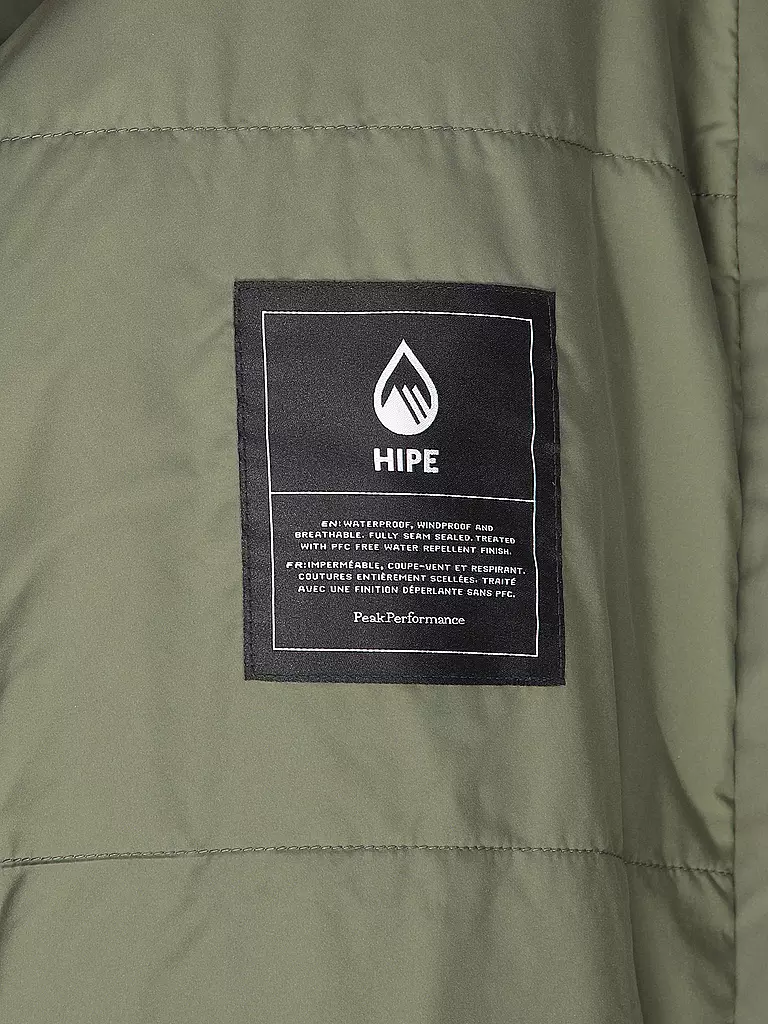 HIPE
EN: WATERPROOF, WINDPROOF AND
BREATHABLE. FULLY SEAM SEALED. TREATED
WITH PFC FREE WATER REPELLENT FINISH.
FR: IMPERMÉABLE, COUPE-VENT ET RESPIRANT.
COUTURES ENTIÈREMENT SCELLÉES. TRAITÉ
AVEC UNE FINITION DÉPERLANTE SANS PFC.
PeakPerformance